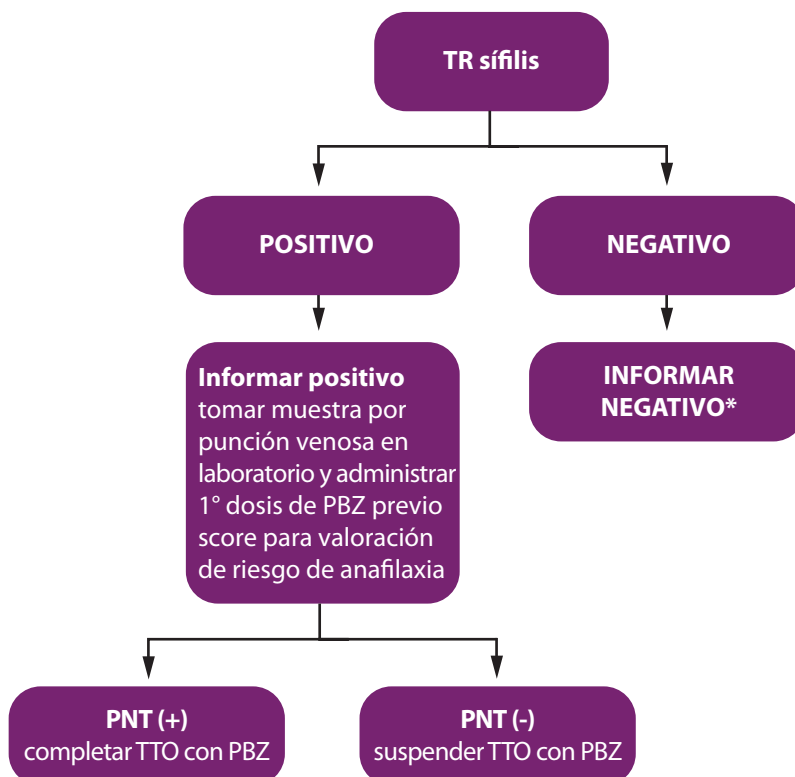 TR sífilis
POSITIVO
NEGATIVO
Informar positivo
tomar muestra por
punción venosa en
laboratorio y administrar
1° dosis de PBZ previo
score para valoración
de riesgo de anafilaxia
INFORMAR
NEGATIVO*
PNT (+)
completar TTO con PBZ
PNT (-)
suspender TTO con PBZ